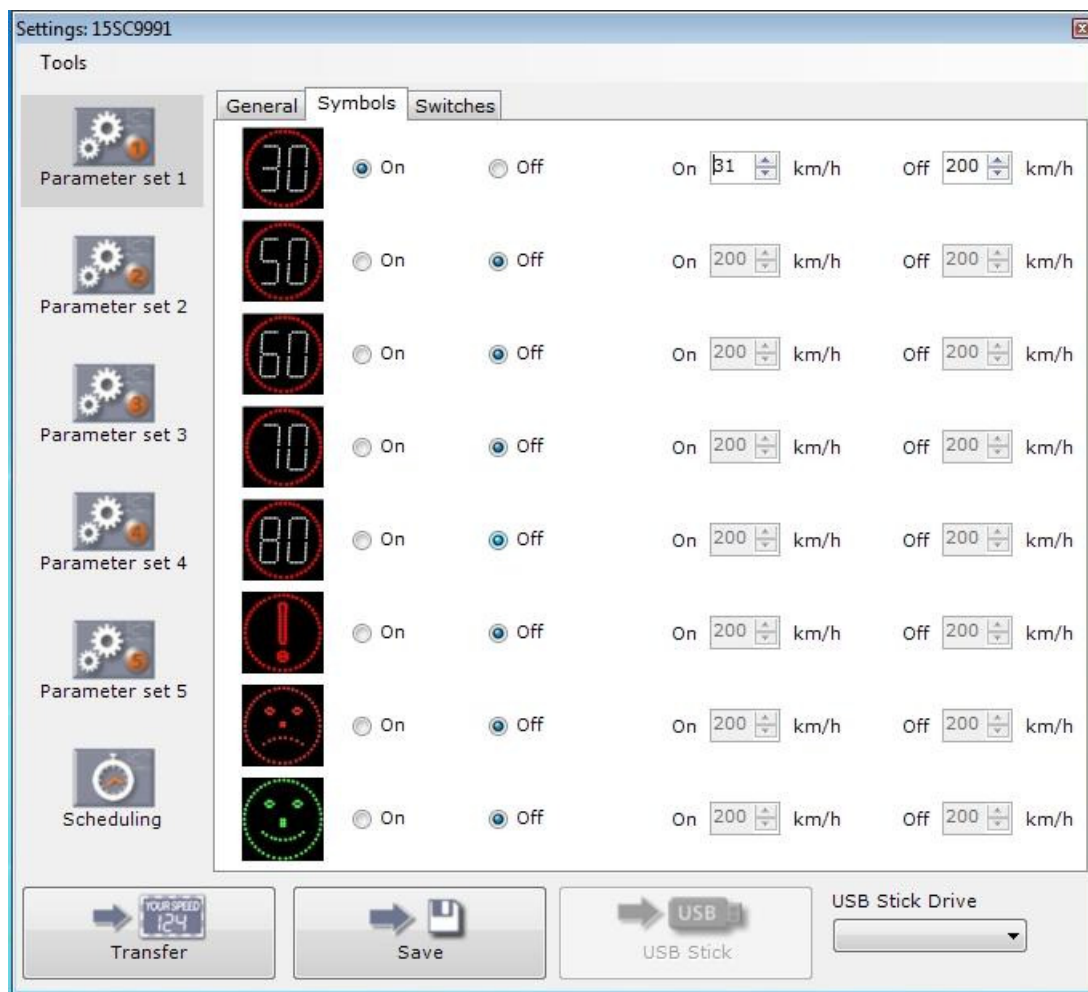 Settings: 15SC9991
Tools
General Symbols Switches
Parameter set 1
Parameter set 2
Parameter set 3
Parameter set 4
Parameter set 5
Scheduling
30 On Off On 31 km/h Off 200 km/h
50 On Off On 200 km/h Off 200 km/h
60 On Off On 200 km/h Off 200 km/h
70 On Off On 200 km/h Off 200 km/h
80 On Off On 200 km/h Off 200 km/h
! On Off On 200 km/h Off 200 km/h
On Off On 200 km/h Off 200 km/h
On Off On 200 km/h Off 200 km/h
1
2
3
4
5
YOUR SPEED
124
Transfer
Save
USB
USB Stick
USB Stick Drive